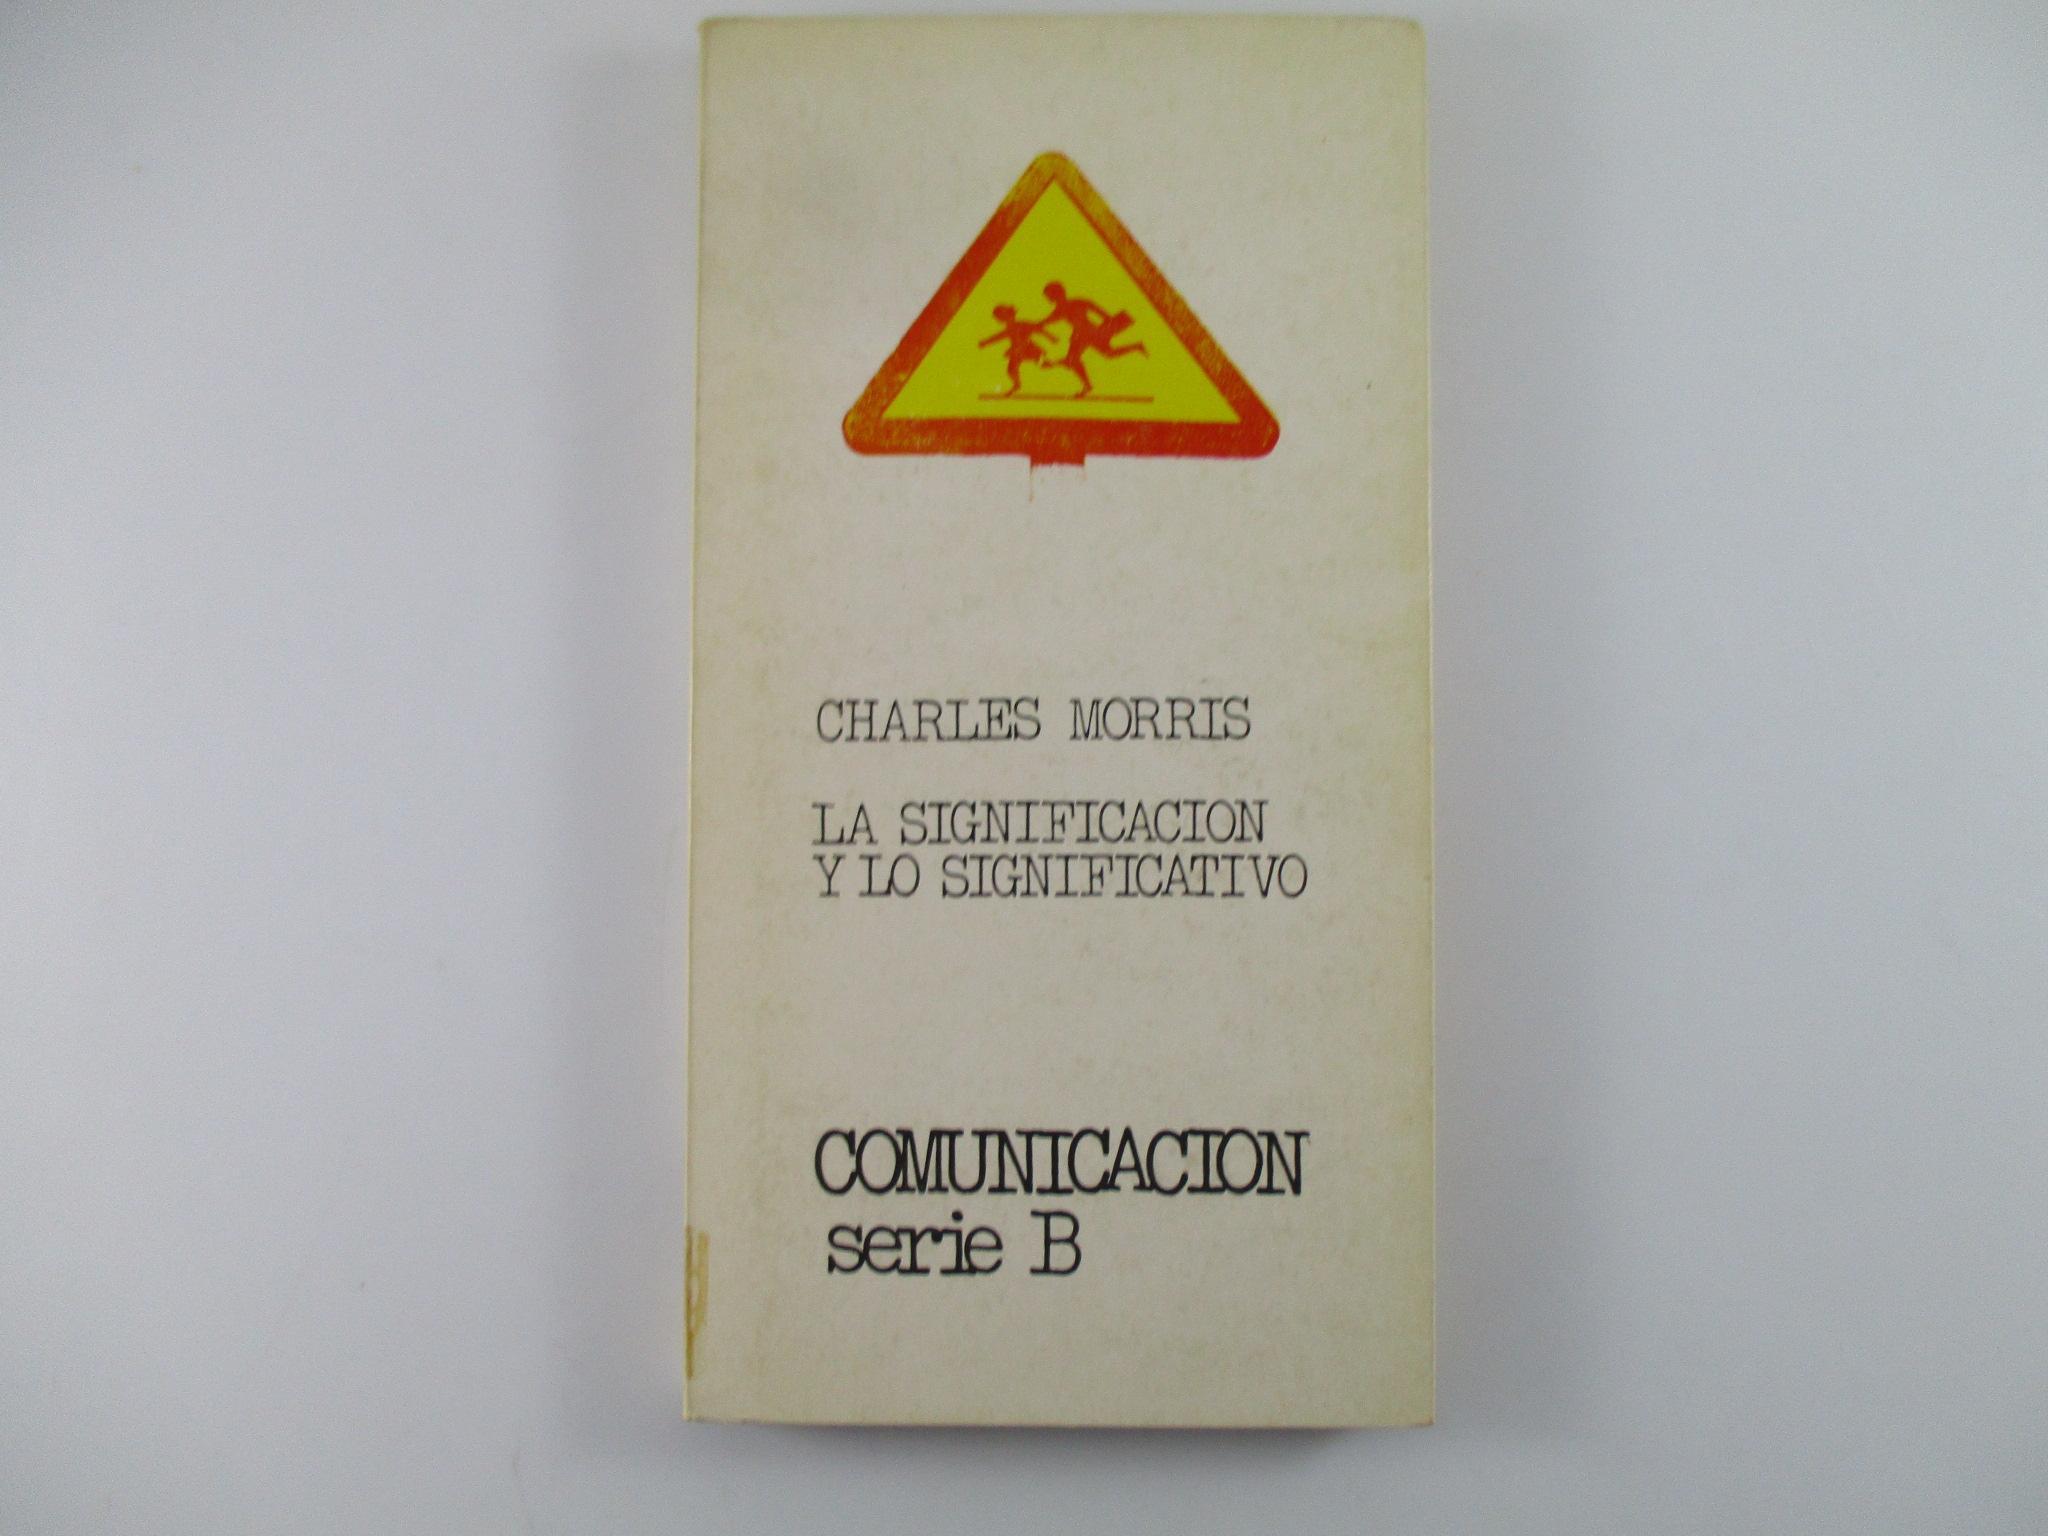 CHARLES MORRIS
LA SIGNIFICACION
Y LO SIGNIFICATIVO
COMUNICACION
serie B